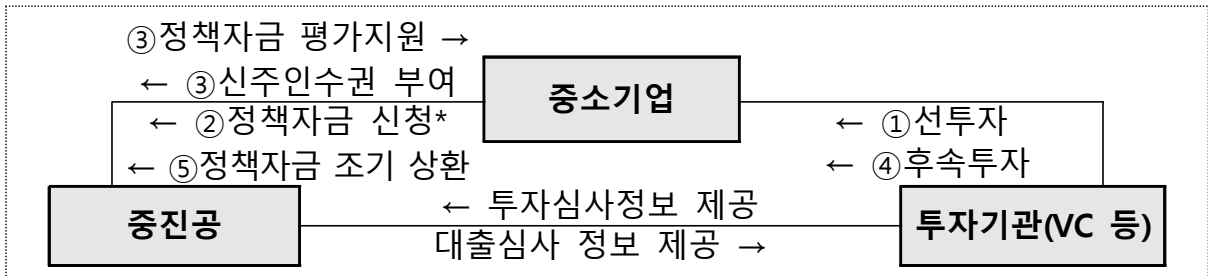 ③정책자금 평가지원 →
← ③신주인수권 부여
중소기업
← ②정책자금 신청*
← ①선투자
← ⑤정책자금 조기 상환
← ④후속투자
중진공
← 투자심사정보 제공
대출심사 정보 제공 →
투자기관(VC 등)